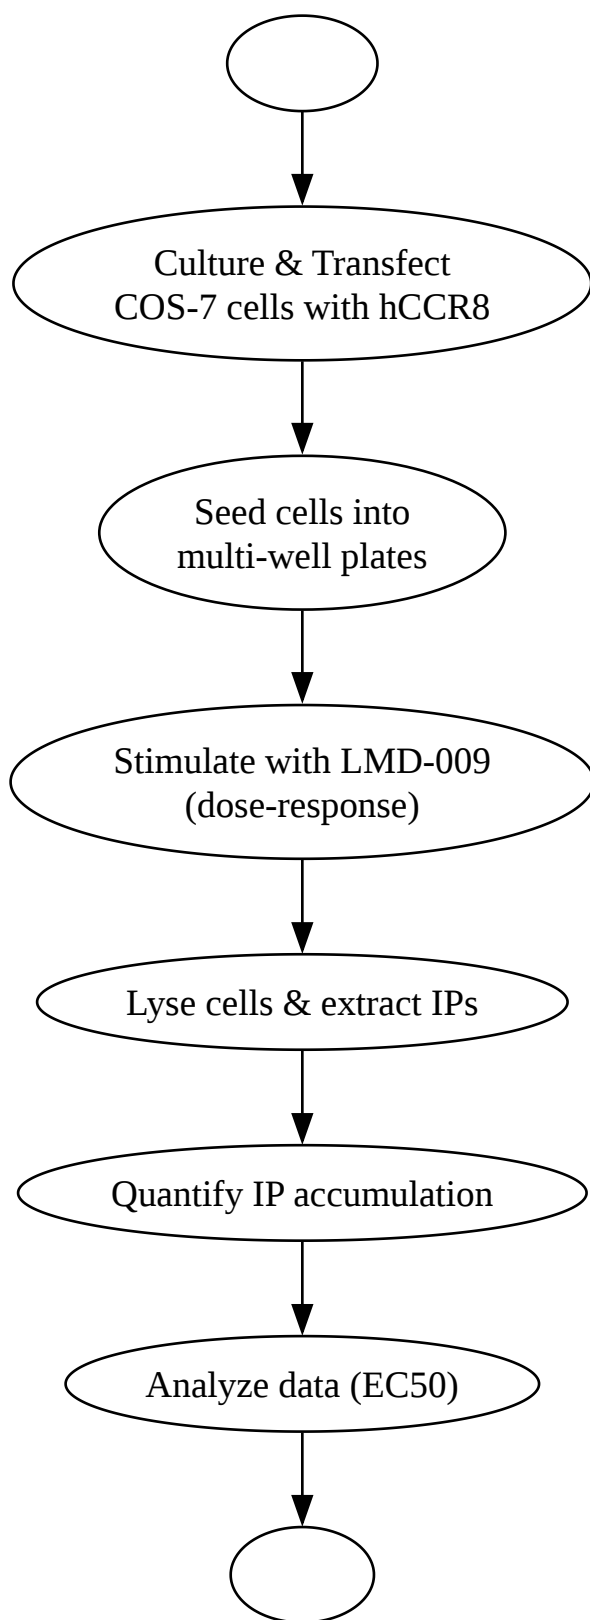 Culture & Transfect
COS-7 cells with hCCR8
Seed cells into
multi-well plates
Stimulate with LMD-009
(dose-response)
Lyse cells & extract IPs
Quantify IP accumulation
Analyze data (EC50)